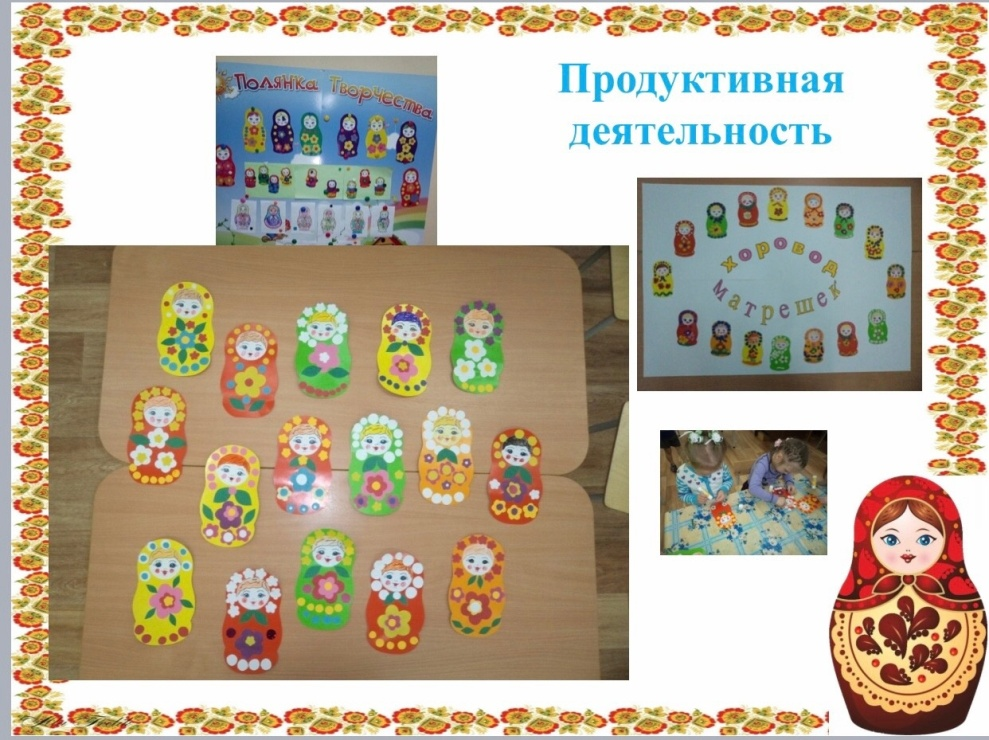 Продуктивная
деятельность
Полянка Творчества
хоровод
матрешек